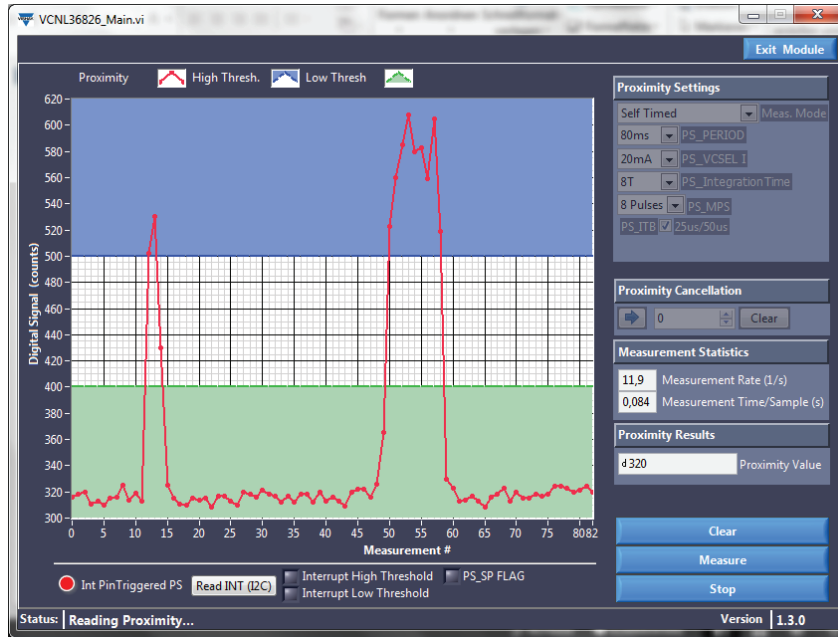 VCNL36826_Main.vi
Exit Module
Proximity High Thresh. Low Thresh
Digital Signal (counts)
620
600
580
560
540
520
500
480
460
440
420
400
380
360
340
320
300
0 5 10 15 20 25 30 35 40 45 50 55 60 65 70 75 80 82
Measurement #
Int PinTriggered PS
Read INT (I2C)
Interrupt High Threshold
Interrupt Low Threshold
PS_SP FLAG
Proximity Settings
Self Timed Meas. Mode
80ms PS_PERIOD
20mA PS_VCSEL I
8T PS_IntegrationTime
8 Pulses PS_MPS
PS_ITB 25us/50us
Proximity Cancellation
0 Clear
Measurement Statistics
11,9 Measurement Rate (1/s)
0,084 Measurement Time/Sample (s)
Proximity Results
d 320 Proximity Value
Clear
Measure
Stop
Status: Reading Proximity...
Version 1.3.0